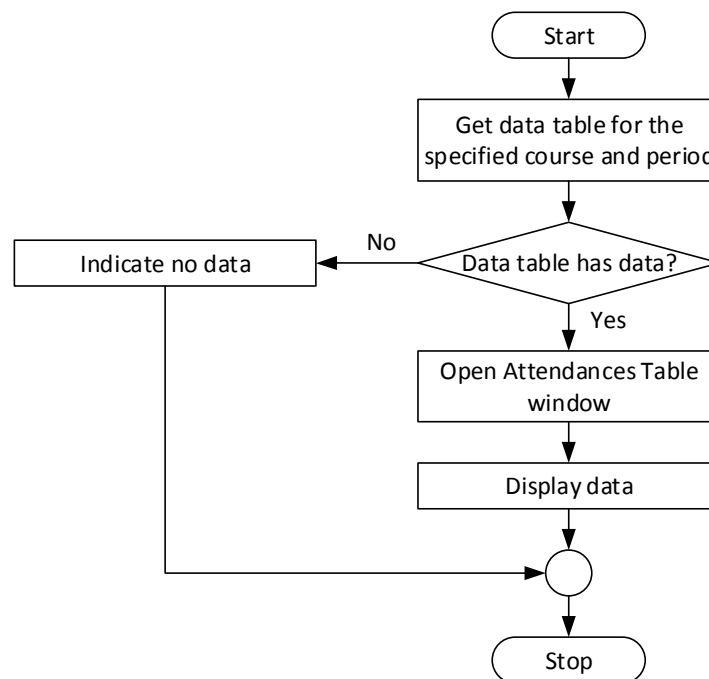 Start
Get data table for the
specified course and period
No
Indicate no data
Data table has data?
Yes
Open Attendances Table
window
Display data
Stop